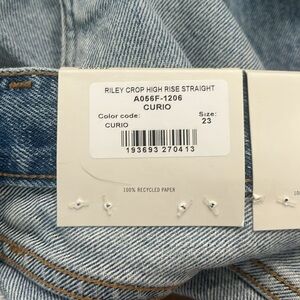 RILEY CROP HIGH RISE STRAIGHT
A056F-1206
CURIO
Color code: Size:
CURIO 23
193693 270413
100% RECYCLED PAPER